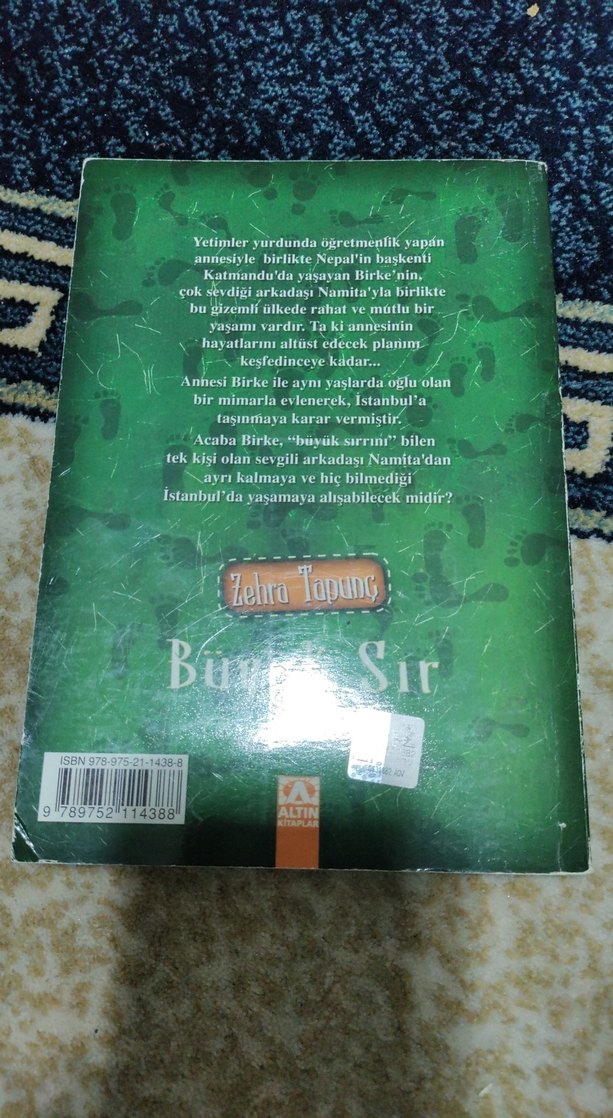 Yetimler yurdunda öğretmenlik yapan
annesiyle birlikte Nepal'in başkenti
Katmandu'da yaşayan Birke'nin,
çok sevdiği arkadaşı Namita'yla birlikte
bu gizemli ülkede rahat ve mutlu bir
yaşamı vardır. Ta ki annesinin
hayatlarını altüst edecek planını
keşfedinceye kadar...
Annesi Birke ile aynı yaşlarda oğlu olan
bir mimarla evlenerek, İstanbul'a
taşınmaya karar vermiştir.
Acaba Birke, “büyük sırrını” bilen
tek kişi olan sevgili arkadaşı Namita'dan
ayrı kalmaya ve hiç bilmediği
İstanbul'da yaşamaya alışabilecek midir?
Zehra Tapunç
Büyük Sır
ISBN 978-975-21-1438-8
9 789752 114388
ALTIN
KİTAPLAR